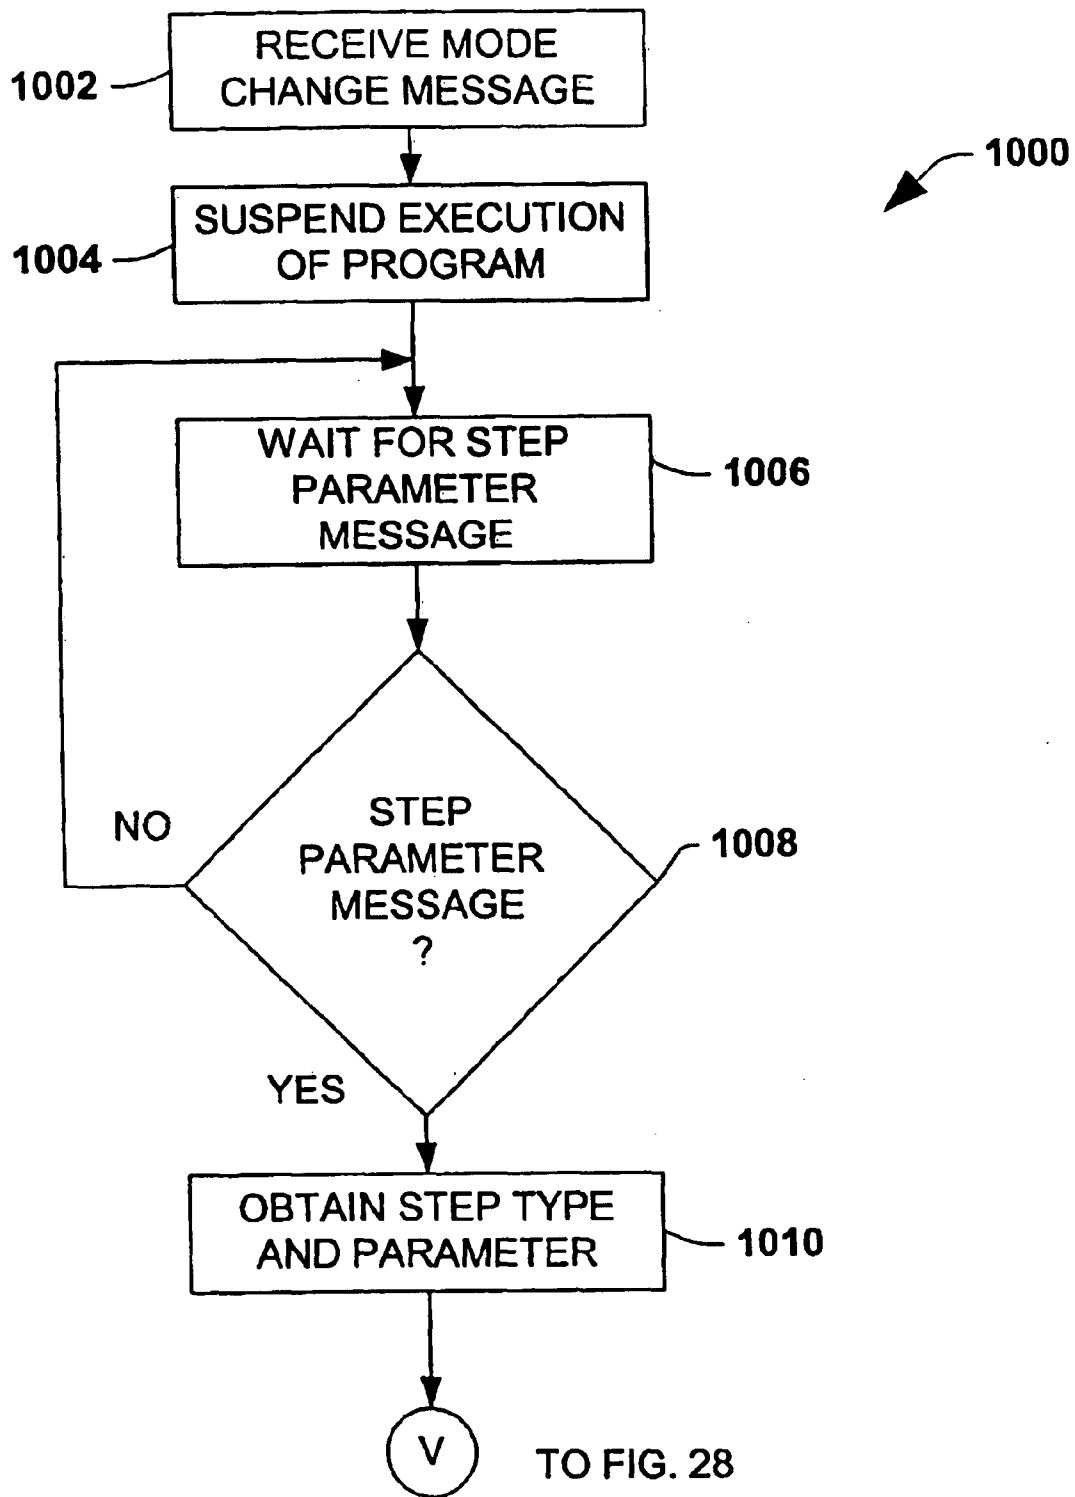 RECEIVE MODE
CHANGE MESSAGE
1002
1000
SUSPEND EXECUTION
OF PROGRAM
1004
WAIT FOR STEP
PARAMETER
MESSAGE
1006
NO
STEP
PARAMETER
MESSAGE
?
1008
YES
OBTAIN STEP TYPE
AND PARAMETER
1010
V
TO FIG. 28